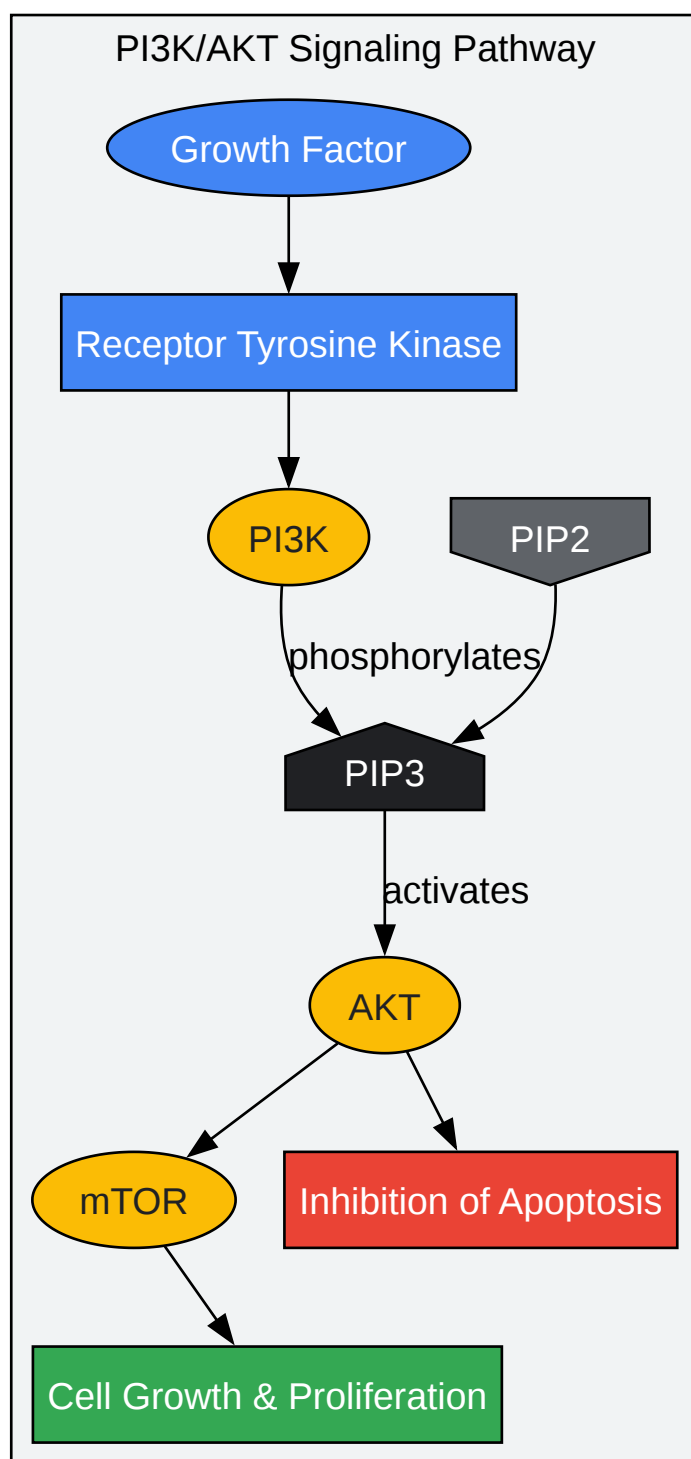 PI3K/AKT Signaling Pathway
Growth Factor
Receptor Tyrosine Kinase
PI3K
PIP2
phosphorylates
PIP3
activates
AKT
mTOR
Inhibition of Apoptosis
Cell Growth & Proliferation